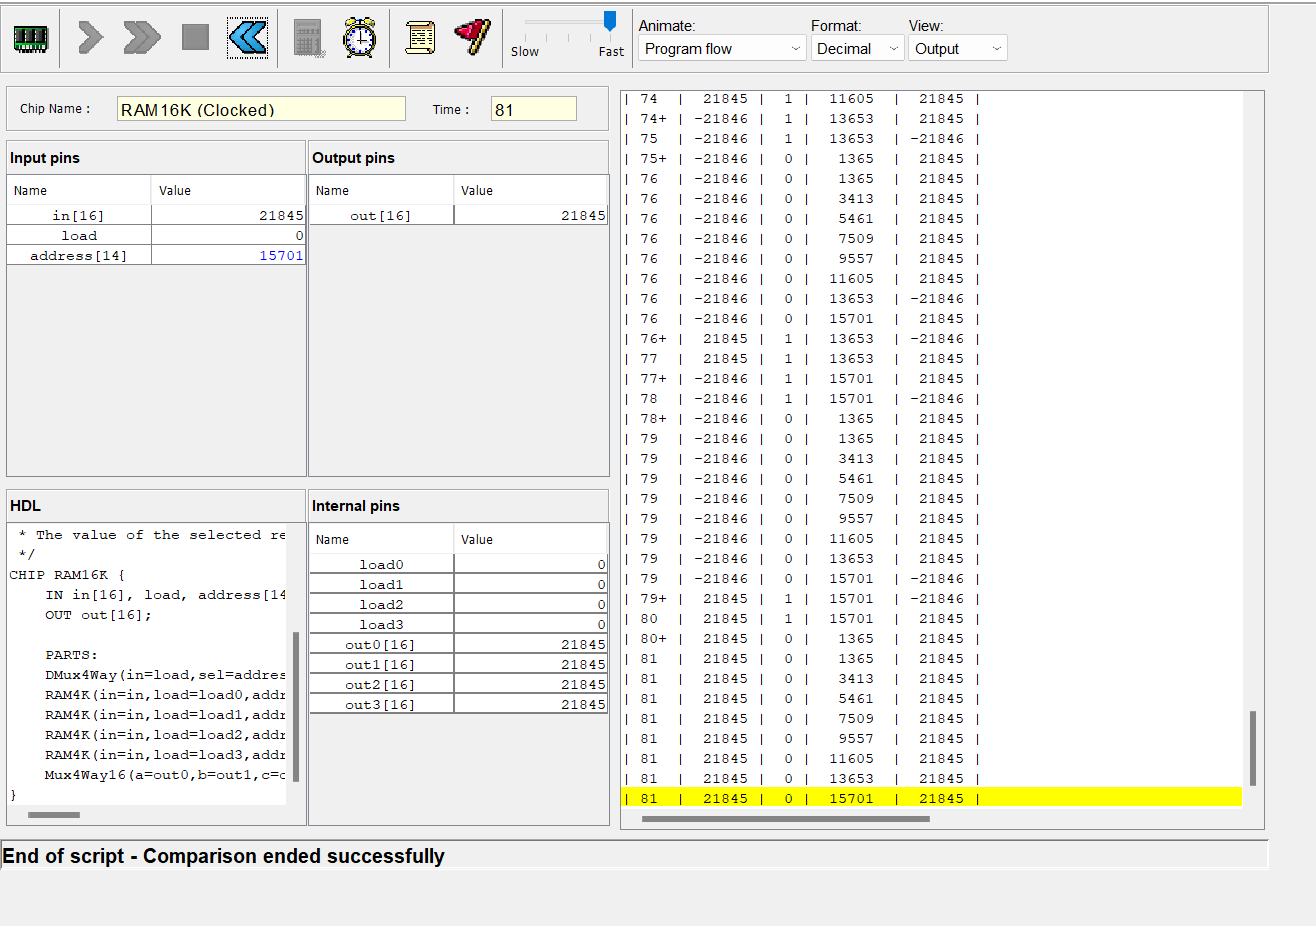 Slow
Fast
Animate:
Program flow
Format:
Decimal
View:
Output
Chip Name :
RAM16K (Clocked)
Time :
81
Input pins
Name Value
in[16] 21845
load 0
address[14] 15701
Output pins
Name Value
out[16] 21845
HDL
* The value of the selected re
*/
CHIP RAM16K {
IN in[16], load, address[14
OUT out[16];
PARTS:
DMux4Way(in=load,sel=addres
RAM4K(in=in,load=load0,addr
RAM4K(in=in,load=load1,addr
RAM4K(in=in,load=load2,addr
RAM4K(in=in,load=load3,addr
Mux4Way16(a=out0,b=out1,c=o
}
Internal pins
Name Value
load0 0
load1 0
load2 0
load3 0
out0[16] 21845
out1[16] 21845
out2[16] 21845
out3[16] 21845
| 74 | 21845 | 1 | 11605 | 21845 |
| 74+ | -21846 | 1 | 13653 | 21845 |
| 75 | -21846 | 1 | 13653 | -21846 |
| 75+ | -21846 | 0 | 1365 | 21845 |
| 76 | -21846 | 0 | 1365 | 21845 |
| 76 | -21846 | 0 | 3413 | 21845 |
| 76 | -21846 | 0 | 5461 | 21845 |
| 76 | -21846 | 0 | 7509 | 21845 |
| 76 | -21846 | 0 | 9557 | 21845 |
| 76 | -21846 | 0 | 11605 | 21845 |
| 76 | -21846 | 0 | 13653 | -21846 |
| 76 | -21846 | 0 | 15701 | 21845 |
| 76+ | 21845 | 1 | 13653 | -21846 |
| 77 | 21845 | 1 | 13653 | 21845 |
| 77+ | -21846 | 1 | 15701 | 21845 |
| 78 | -21846 | 1 | 15701 | -21846 |
| 78+ | -21846 | 0 | 1365 | 21845 |
| 79 | -21846 | 0 | 1365 | 21845 |
| 79 | -21846 | 0 | 3413 | 21845 |
| 79 | -21846 | 0 | 5461 | 21845 |
| 79 | -21846 | 0 | 7509 | 21845 |
| 79 | -21846 | 0 | 9557 | 21845 |
| 79 | -21846 | 0 | 11605 | 21845 |
| 79 | -21846 | 0 | 13653 | 21845 |
| 79 | -21846 | 0 | 15701 | -21846 |
| 79+ | 21845 | 1 | 15701 | -21846 |
| 80 | 21845 | 1 | 15701 | 21845 |
| 80+ | 21845 | 0 | 1365 | 21845 |
| 81 | 21845 | 0 | 1365 | 21845 |
| 81 | 21845 | 0 | 3413 | 21845 |
| 81 | 21845 | 0 | 5461 | 21845 |
| 81 | 21845 | 0 | 7509 | 21845 |
| 81 | 21845 | 0 | 9557 | 21845 |
| 81 | 21845 | 0 | 11605 | 21845 |
| 81 | 21845 | 0 | 13653 | 21845 |
| 81 | 21845 | 0 | 15701 | 21845 |
End of script - Comparison ended successfully